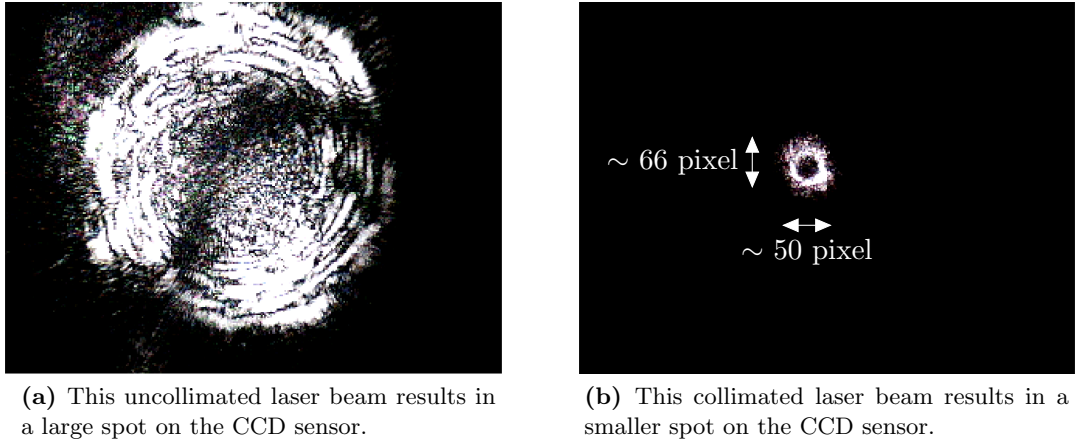 ∼ 66 pixel
∼ 50 pixel
(a) This uncollimated laser beam results in
a large spot on the CCD sensor.
(b) This collimated laser beam results in a
smaller spot on the CCD sensor.